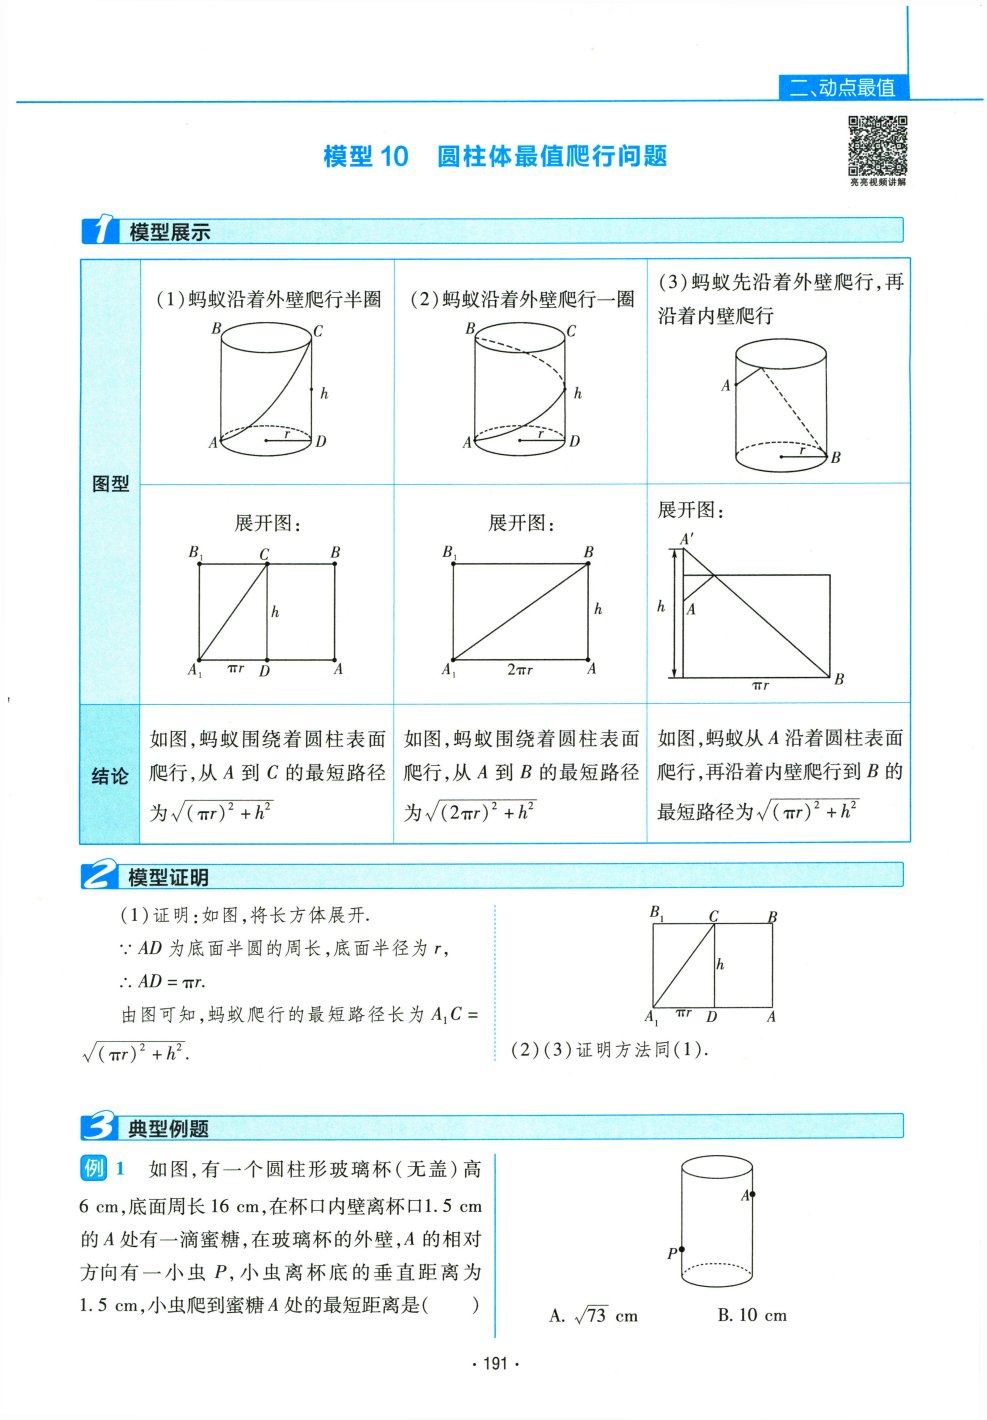 二、动点最值
亮亮视频讲解
模型 10 圆柱体最值爬行问题
1 模型展示
图型
(1)蚂蚁沿着外壁爬行半圈
B C h A r D
(2)蚂蚁沿着外壁爬行一圈
B C h A r D
(3)蚂蚁先沿着外壁爬行,再
沿着内壁爬行
A r B
展开图:
B₁ C B
h
A₁ πr D A
展开图:
B₁ B
h
A₁ 2πr A
展开图:
A′
h A
πr B
结论
如图,蚂蚁围绕着圆柱表面
爬行,从 A 到 C 的最短路径
为√((πr)²+h²)
如图,蚂蚁围绕着圆柱表面
爬行,从 A 到 B 的最短路径
为√((2πr)²+h²)
如图,蚂蚁从 A 沿着圆柱表面
爬行,再沿着内壁爬行到 B 的
最短路径为√((πr)²+h²)
2 模型证明
(1)证明:如图,将长方体展开.
∵ AD 为底面半圆的周长,底面半径为 r,
∴ AD=πr.
由图可知,蚂蚁爬行的最短路径长为 A₁C=
√((πr)²+h²).
B₁ C B
h
A₁ πr D A
(2)(3)证明方法同(1).
3 典型例题
例 1 如图,有一个圆柱形玻璃杯(无盖)高
6 cm,底面周长 16 cm,在杯口内壁离杯口1.5 cm
的 A 处有一滴蜜糖,在玻璃杯的外壁,A 的相对
方向有一小虫 P,小虫离杯底的垂直距离为
1.5 cm,小虫爬到蜜糖 A 处的最短距离是( )
A
P
A. √73 cm B. 10 cm
· 191 ·